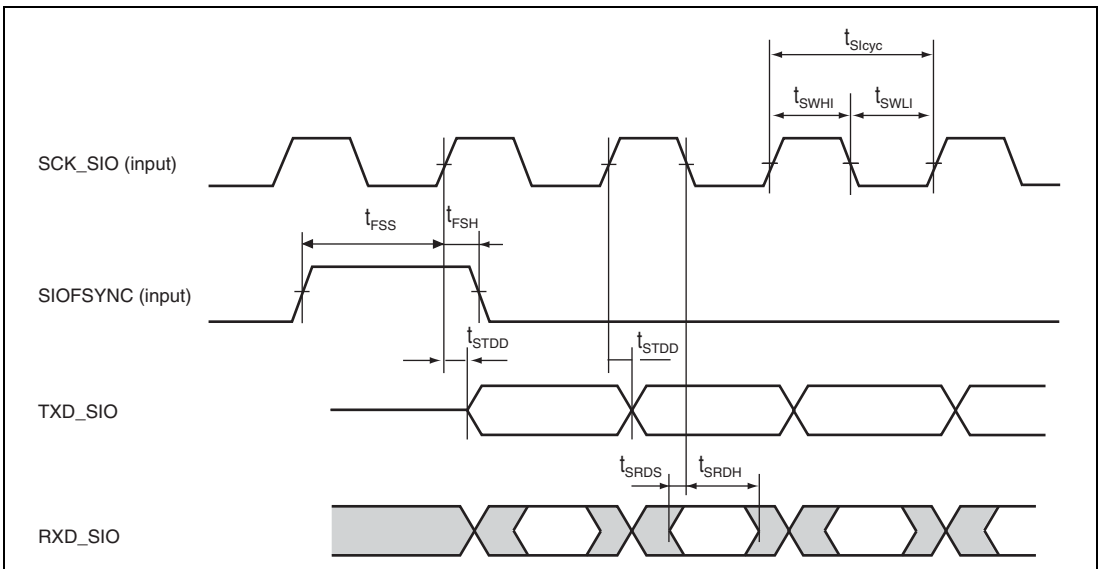 tSIcyc
tSWHI tSWLI
SCK_SIO (input)
tFSS tFSH
SIOFSYNC (input)
tSTDD tSTDD
TXD_SIO
tSRDS tSRDH
RXD_SIO